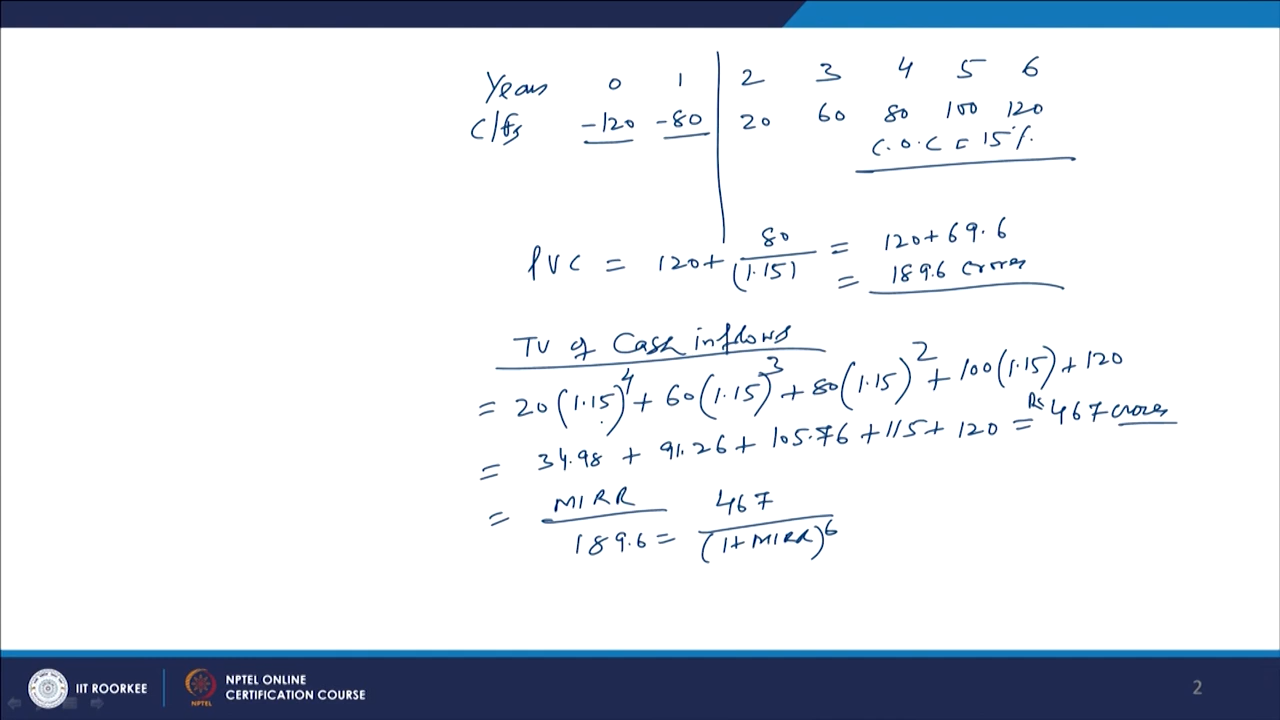 Years 0 1 2 3 4 5 6
C/fs -120 -80 20 60 80 100 120
C.O.C = 15%.
PVC = 120 + 80/(1.15) = 120 + 69.6
= 189.6 crores
TV of Cash inflows
= 20(1.15)^4 + 60(1.15)^3 + 80(1.15)^2 + 100(1.15) + 120
= 34.98 + 91.26 + 105.76 + 115 + 120 = Rs 467 crores
= MIRR
189.6 = 467/(1+MIRR)^6
IIT ROORKEE
NPTEL
NPTEL ONLINE
CERTIFICATION COURSE
2